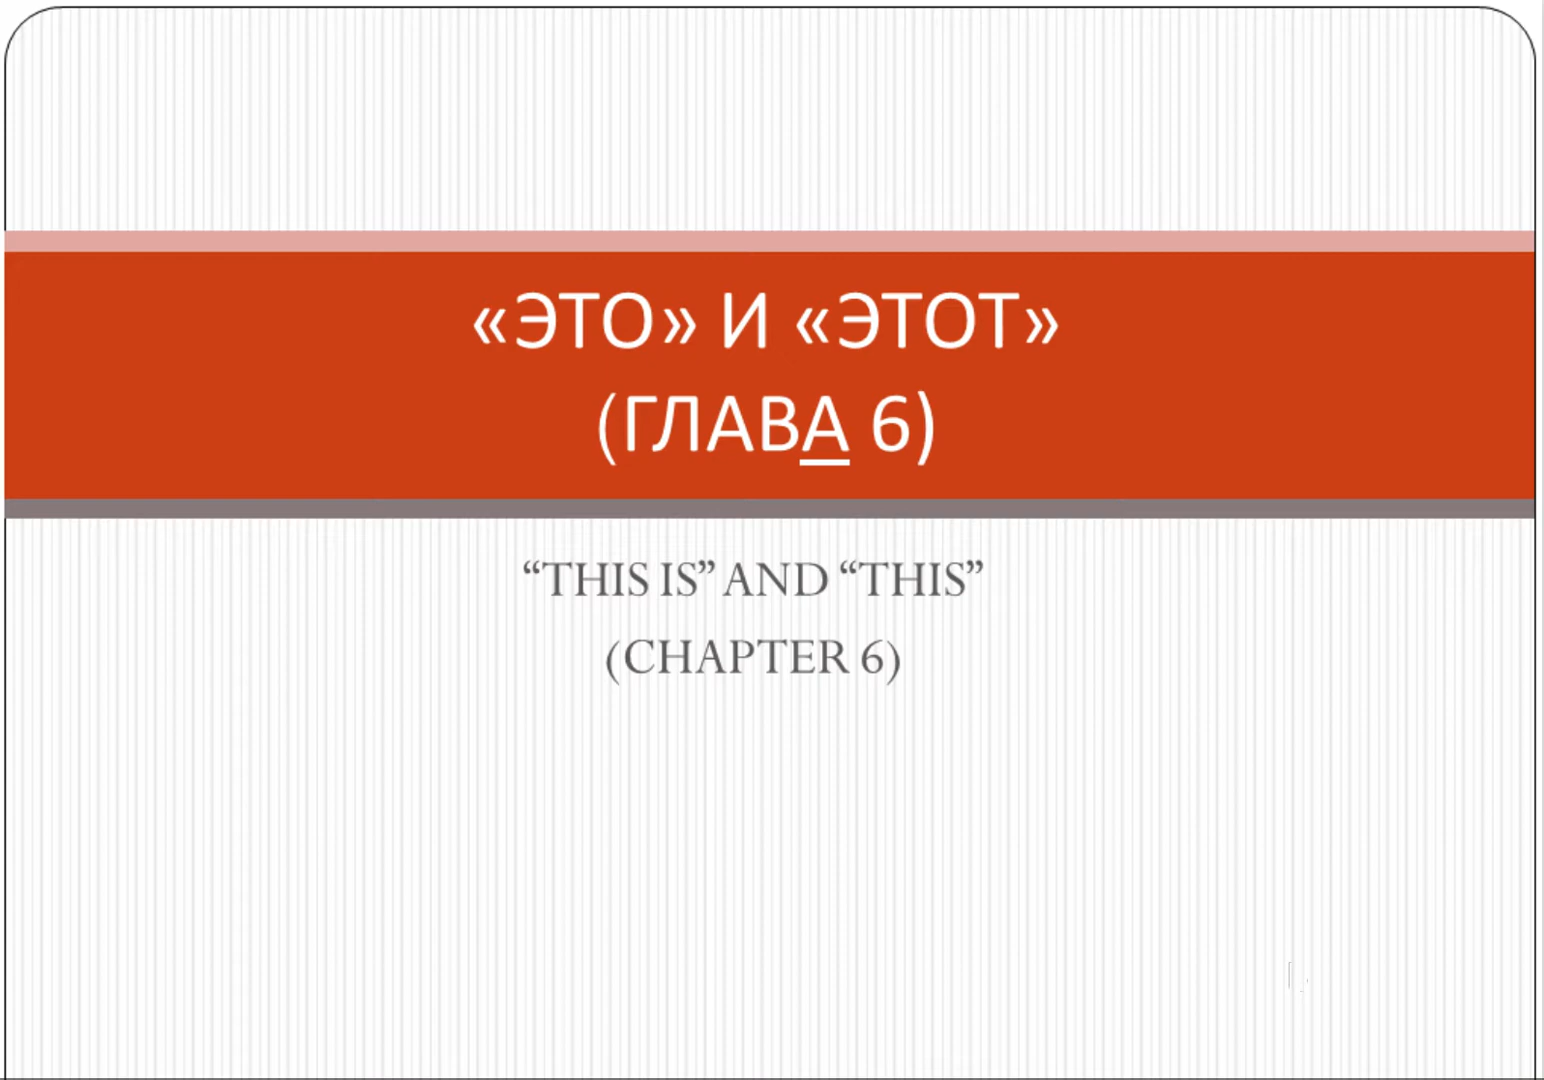 «ЭТО» И «ЭТОТ»
(ГЛАВА 6)
“THIS IS” AND “THIS”
(CHAPTER 6)